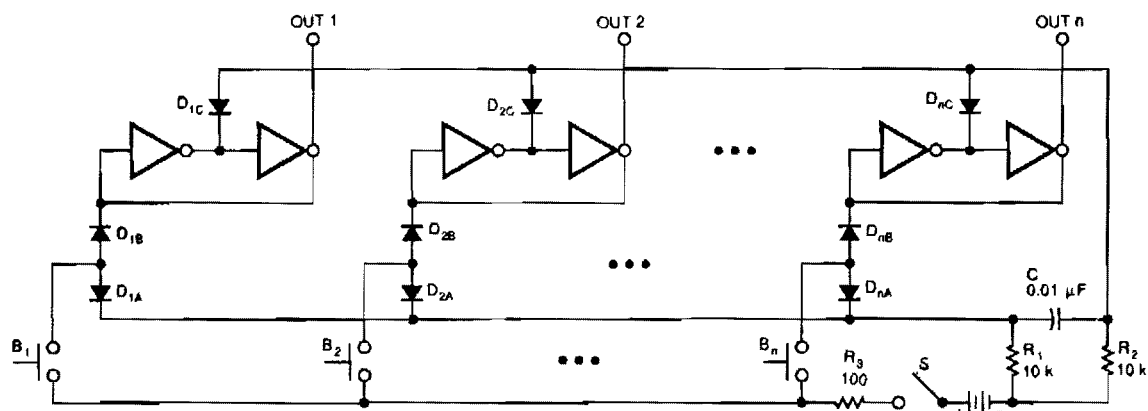 OUT 1
OUT 2
OUT n
D1C
D2C
DnC
D1B
D2B
DnB
D1A
D2A
DnA
C
0.01 µF
B1
B2
Bn
R3
100
S
R1
10 k
R2
10 k